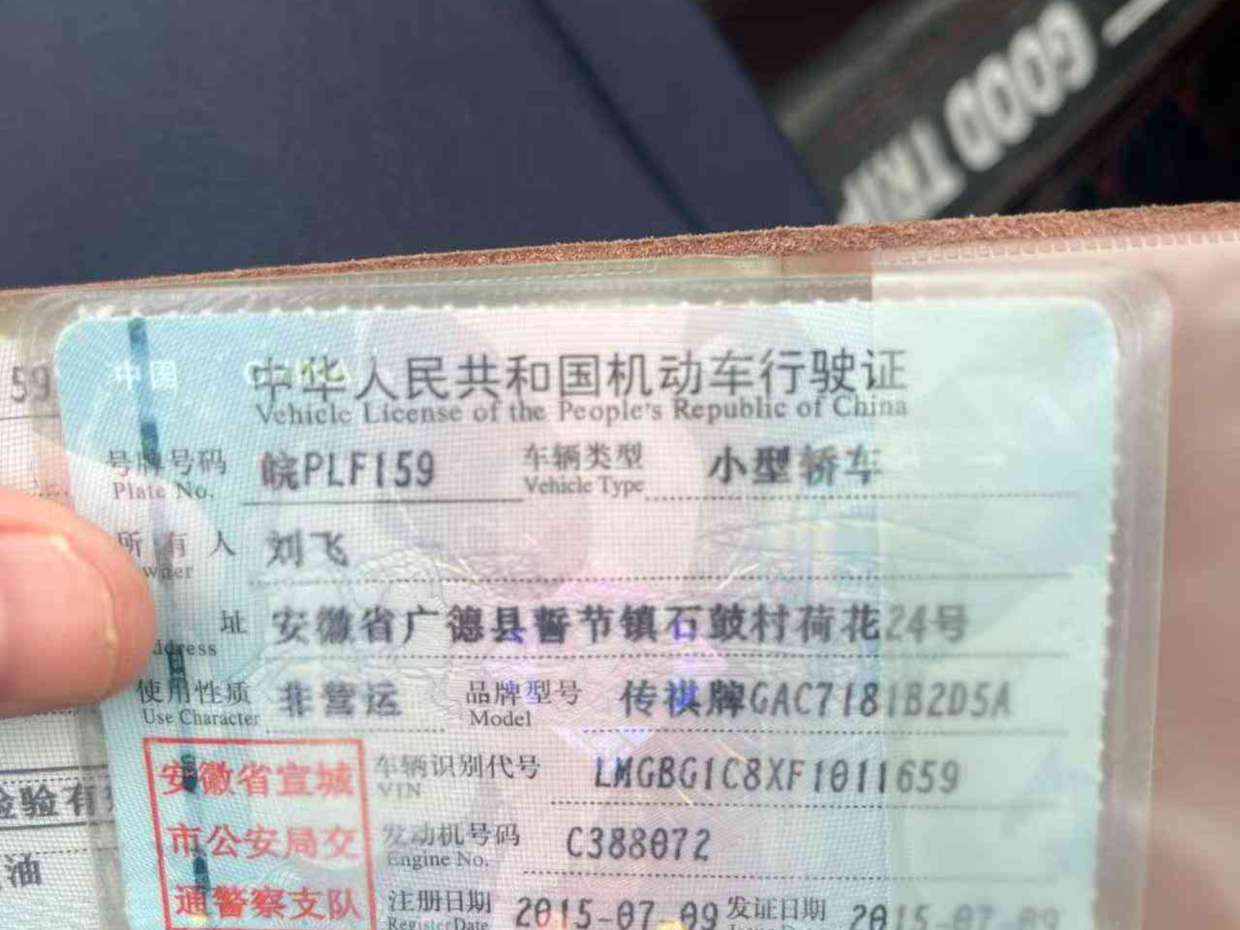 GOOD TRIP
59
中国
中华人民共和国机动车行驶证
Vehicle License of the People's Republic of China
号牌号码 皖PLF159 车辆类型 小型轿车
Plate No. Vehicle Type
所有人 刘飞
Owner
址 安徽省广德县誓节镇石鼓村荷花24号
ddress
使用性质 非营运 品牌型号 传祺牌GAC7181B2D5A
Use Character Model
安徽省宣城 车辆识别代号 LMGBG1C8XF1011659
VIN
检验有
市公安局交 发动机号码 C388072
Engine No.
油
通警察支队 注册日期 2015-07-09 发证日期 2015-07-09
Register Date